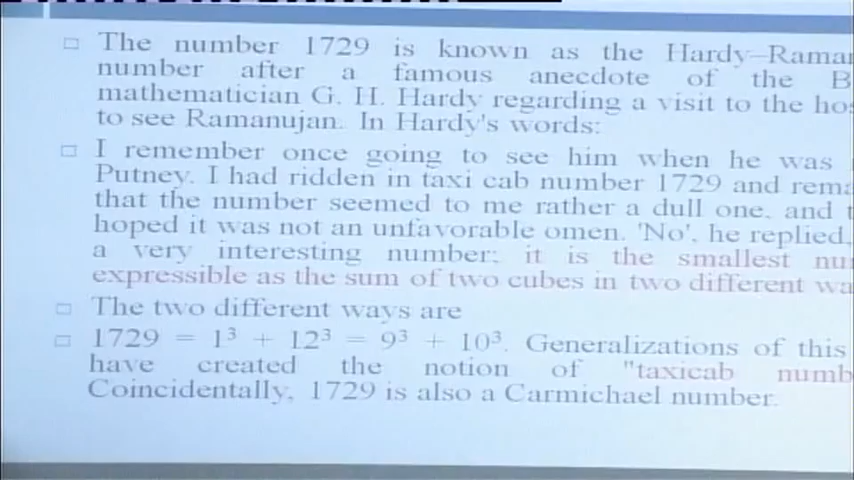 The number 1729 is known as the Hardy–Raman
number after a famous anecdote of the B
mathematician G. H. Hardy regarding a visit to the hos
to see Ramanujan. In Hardy's words:
I remember once going to see him when he was
Putney. I had ridden in taxi cab number 1729 and rema
that the number seemed to me rather a dull one, and t
hoped it was not an unfavorable omen. 'No', he replied,
a very interesting number; it is the smallest nu
expressible as the sum of two cubes in two different wa
The two different ways are
1729 = 1³ + 12³ = 9³ + 10³. Generalizations of this
have created the notion of "taxicab numb
Coincidentally, 1729 is also a Carmichael number.